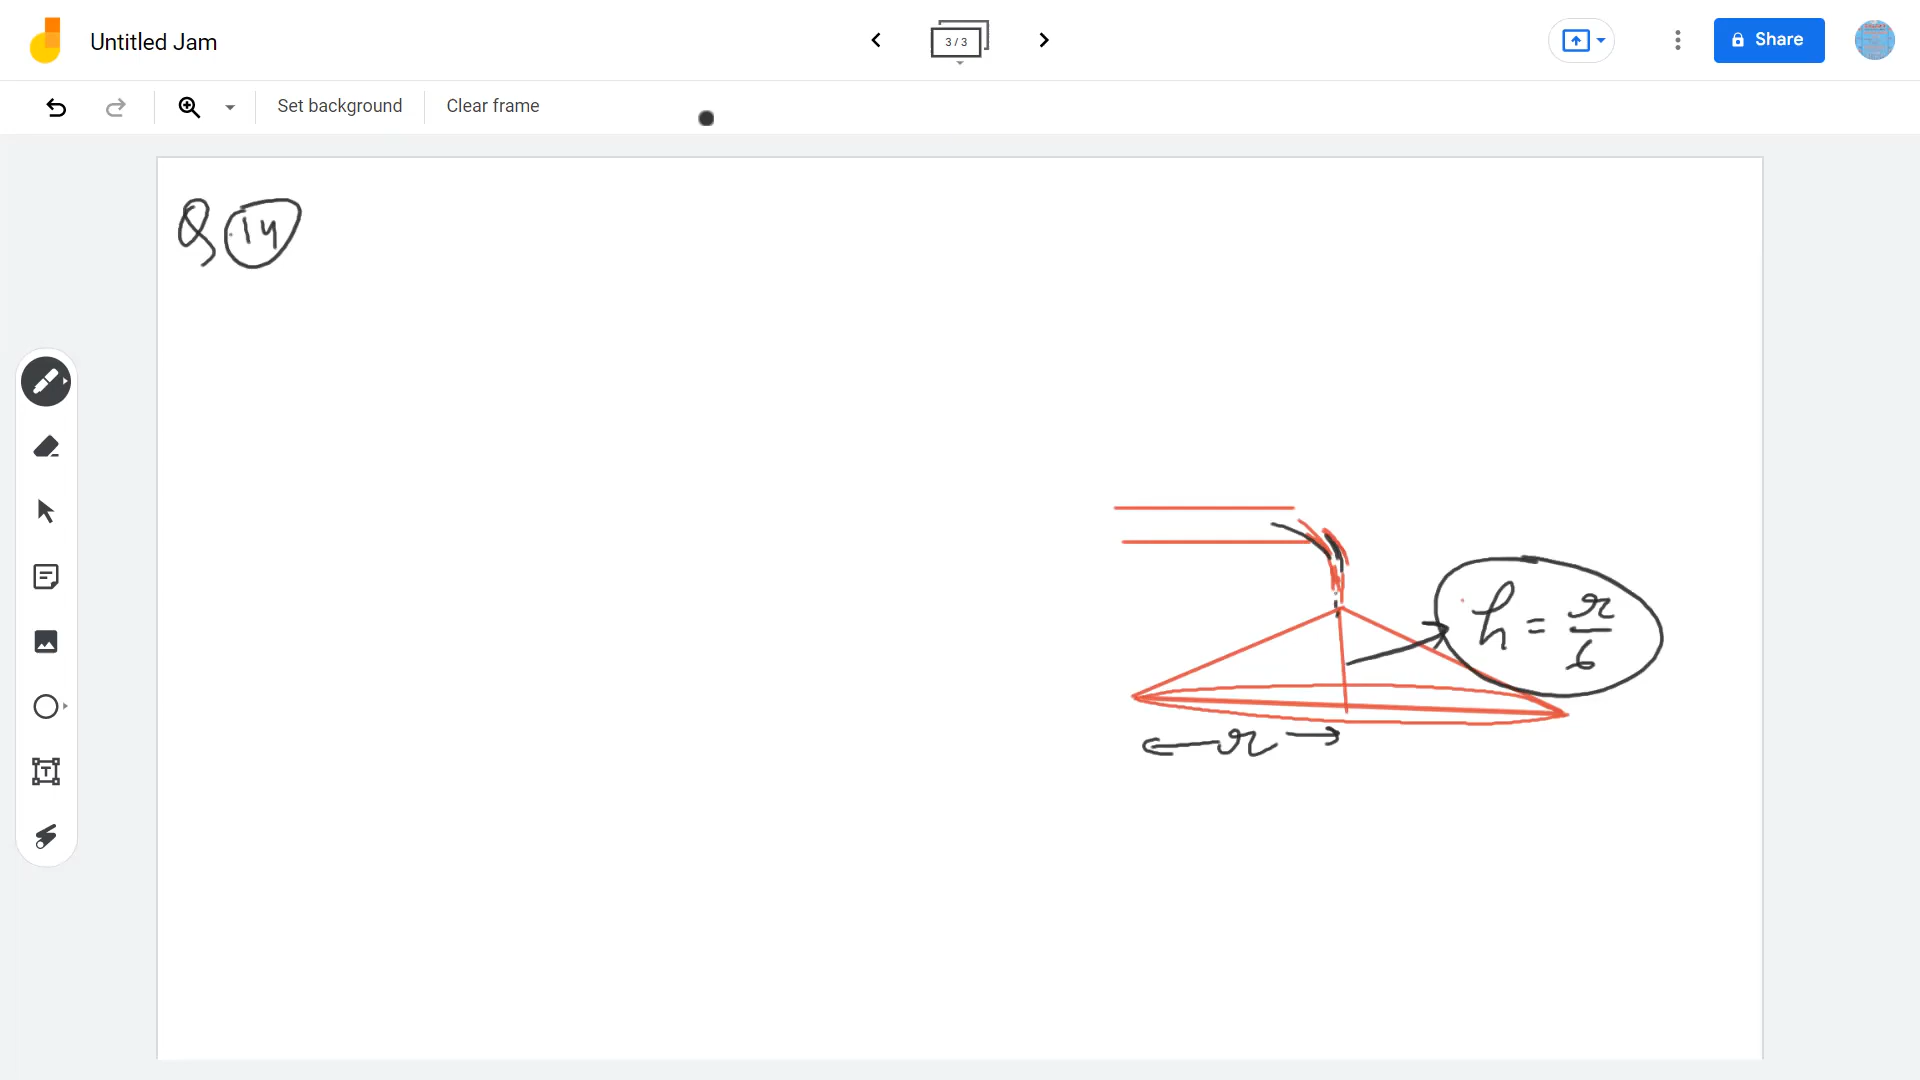 Untitled Jam
3 / 3
Share
Set background
Clear frame
Q 14
h = r/6
r